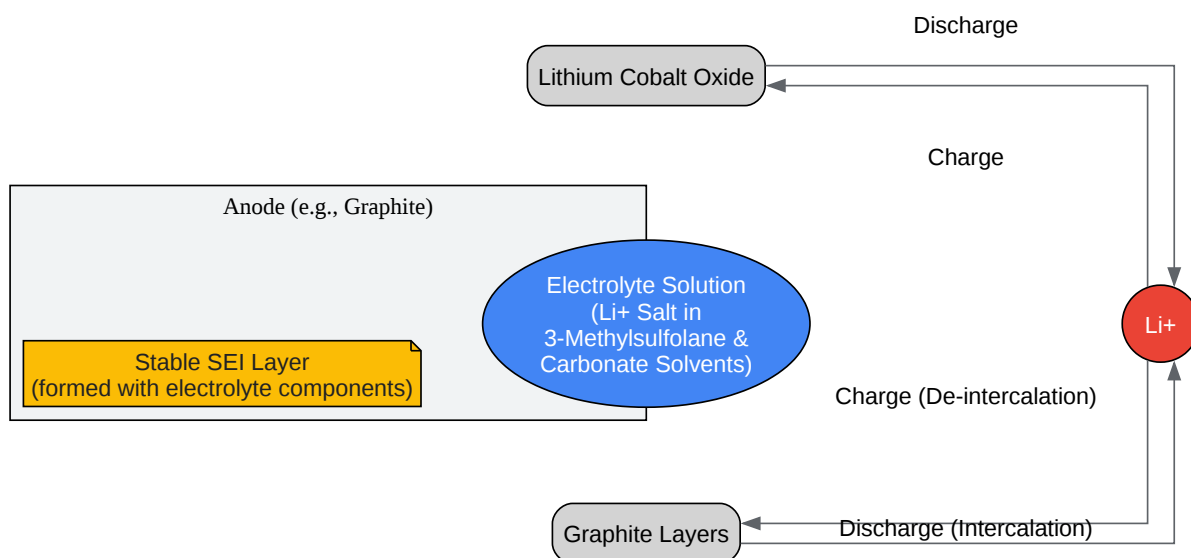 Discharge
Lithium Cobalt Oxide
Charge
Anode (e.g., Graphite)
Electrolyte Solution
(Li+ Salt in
3-Methylsulfolane &
Carbonate Solvents)
Li+
Stable SEI Layer
(formed with electrolyte components)
Charge (De-intercalation)
Graphite Layers
Discharge (Intercalation)